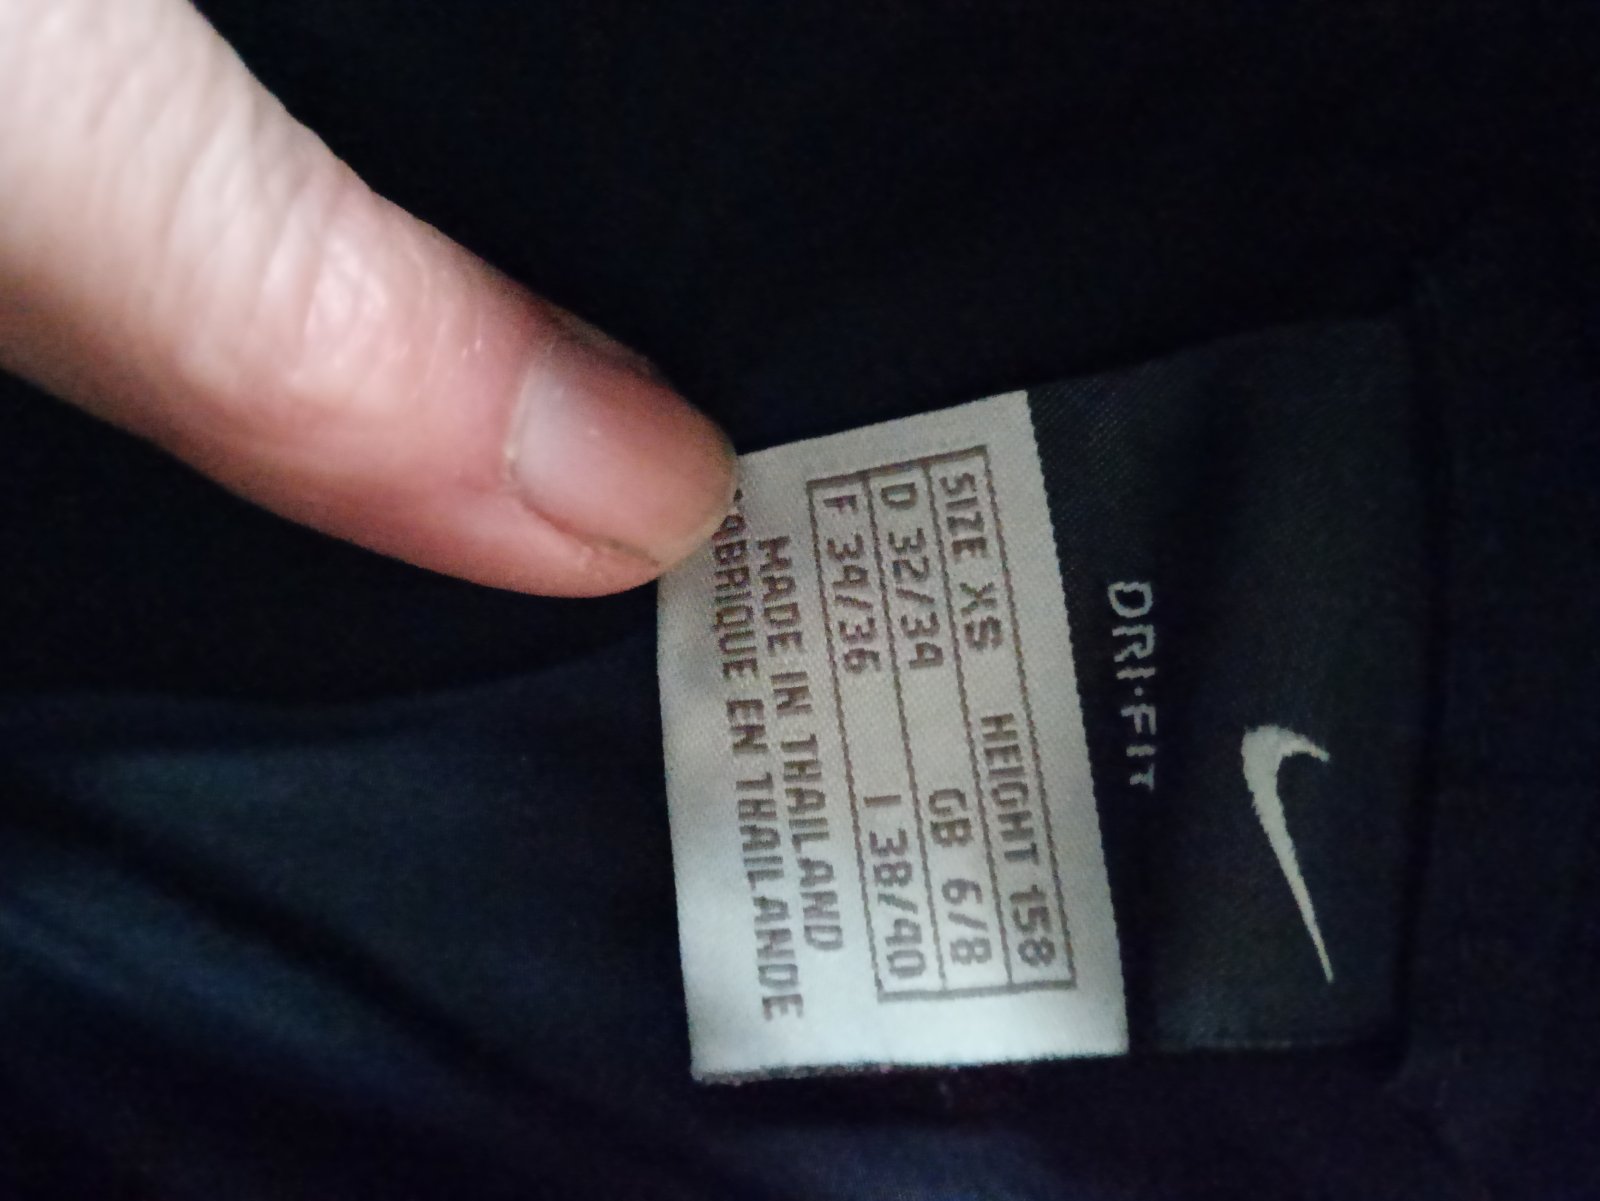 DRI-FIT
SIZE XS HEIGHT 158
D 32/34 GB 6/8
F 34/36 I 38/40
MADE IN THAILAND
FABRIQUE EN THAILANDE